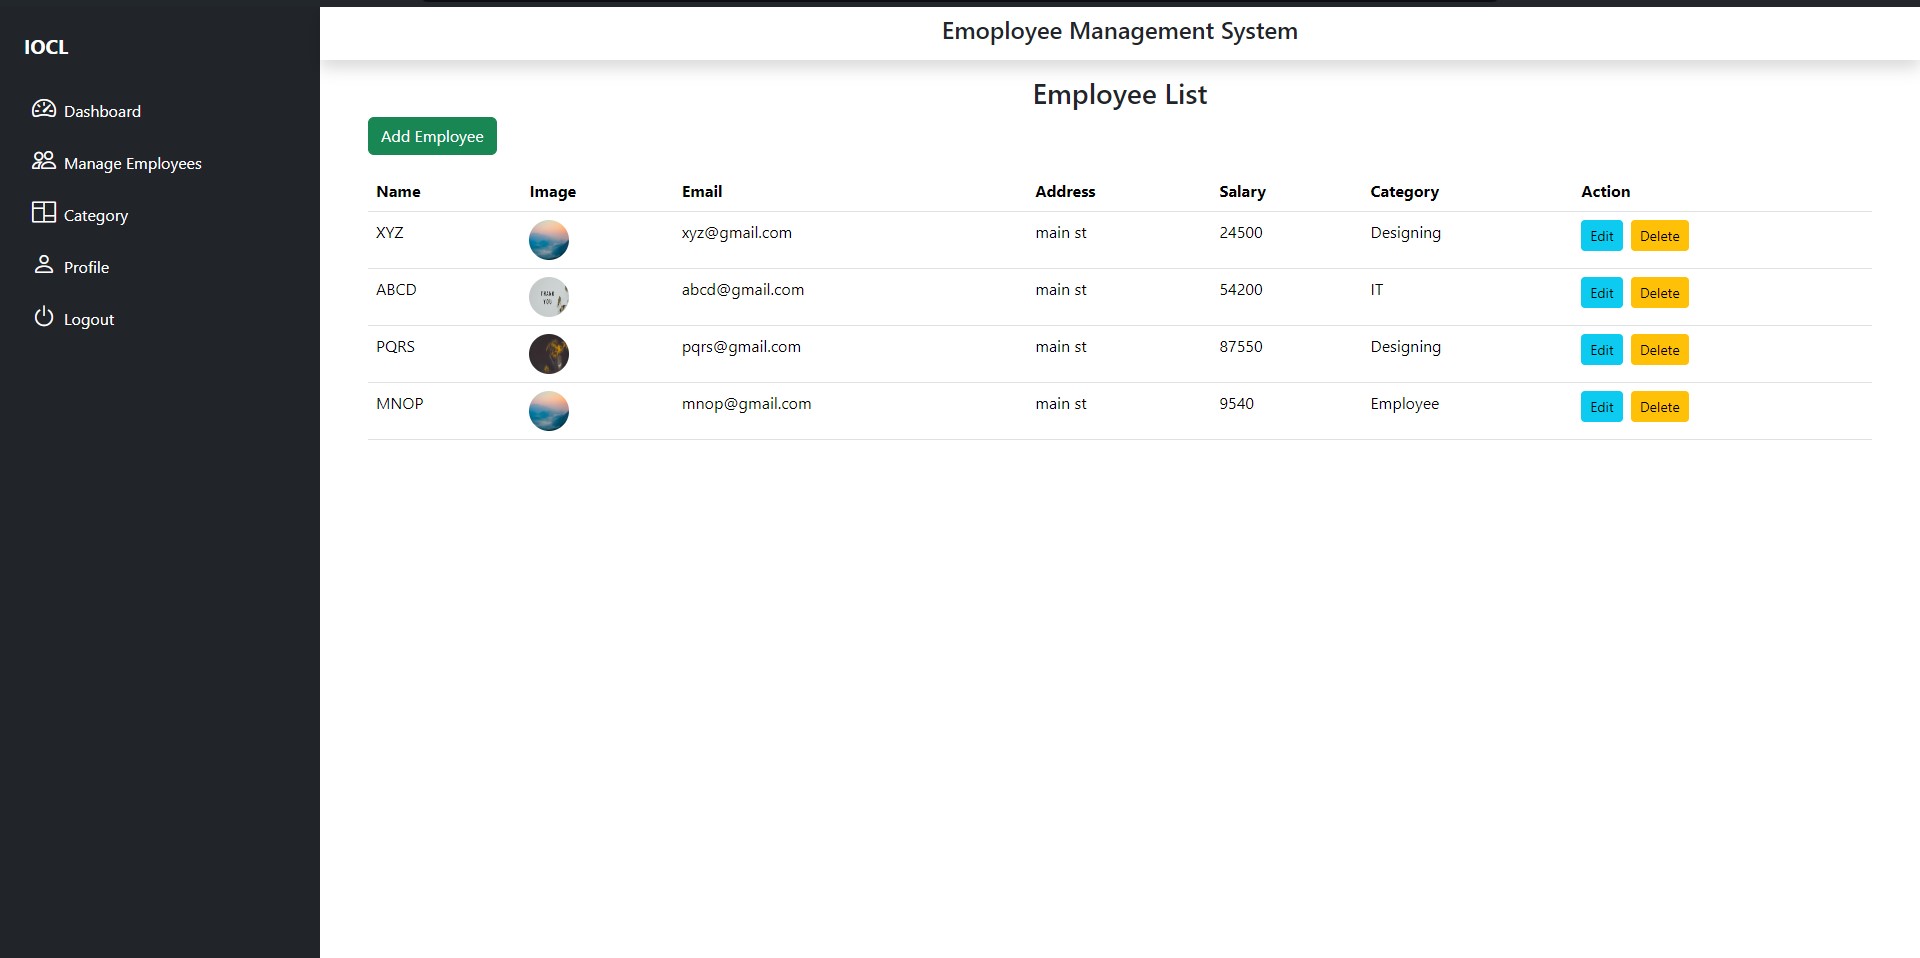 IOCL
Dashboard
Manage Employees
Category
Profile
Logout
Emoployee Management System
Employee List
Add Employee
Name Image Email Address Salary Category Action
XYZ xyz@gmail.com main st 24500 Designing Edit Delete
ABCD THANK YOU abcd@gmail.com main st 54200 IT Edit Delete
PQRS pqrs@gmail.com main st 87550 Designing Edit Delete
MNOP mnop@gmail.com main st 9540 Employee Edit Delete